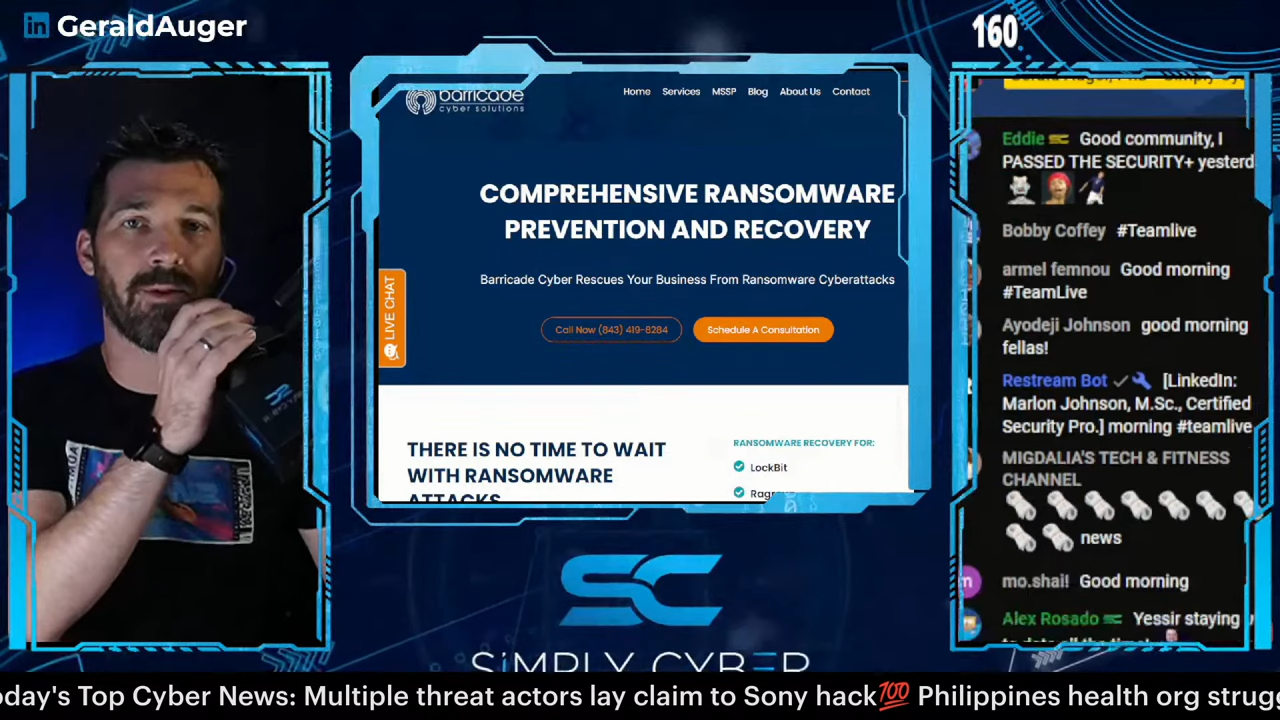 in GeraldAuger
160
barricade
cyber solutions
Home Services MSSP Blog About Us Contact
COMPREHENSIVE RANSOMWARE
PREVENTION AND RECOVERY
Barricade Cyber Rescues Your Business From Ransomware Cyberattacks
Call Now (843) 419-8284
Schedule A Consultation
LIVE CHAT
THERE IS NO TIME TO WAIT
WITH RANSOMWARE
ATTACKS
RANSOMWARE RECOVERY FOR:
LockBit
Eddie Good community, I
PASSED THE SECURITY+ yesterd
Bobby Coffey #Teamlive
armel femnou Good morning
#TeamLive
Ayodeji Johnson good morning
fellas!
Restream Bot [LinkedIn:
Marlon Johnson, M.Sc., Certified
Security Pro.] morning #teamlive
MIGDALIA'S TECH & FITNESS
CHANNEL
news
m
mo.shai! Good morning
Alex Rosado Yessir staying
SC
SIMPLY CYBER
oday's Top Cyber News: Multiple threat actors lay claim to Sony hack💯 Philippines health org strugg